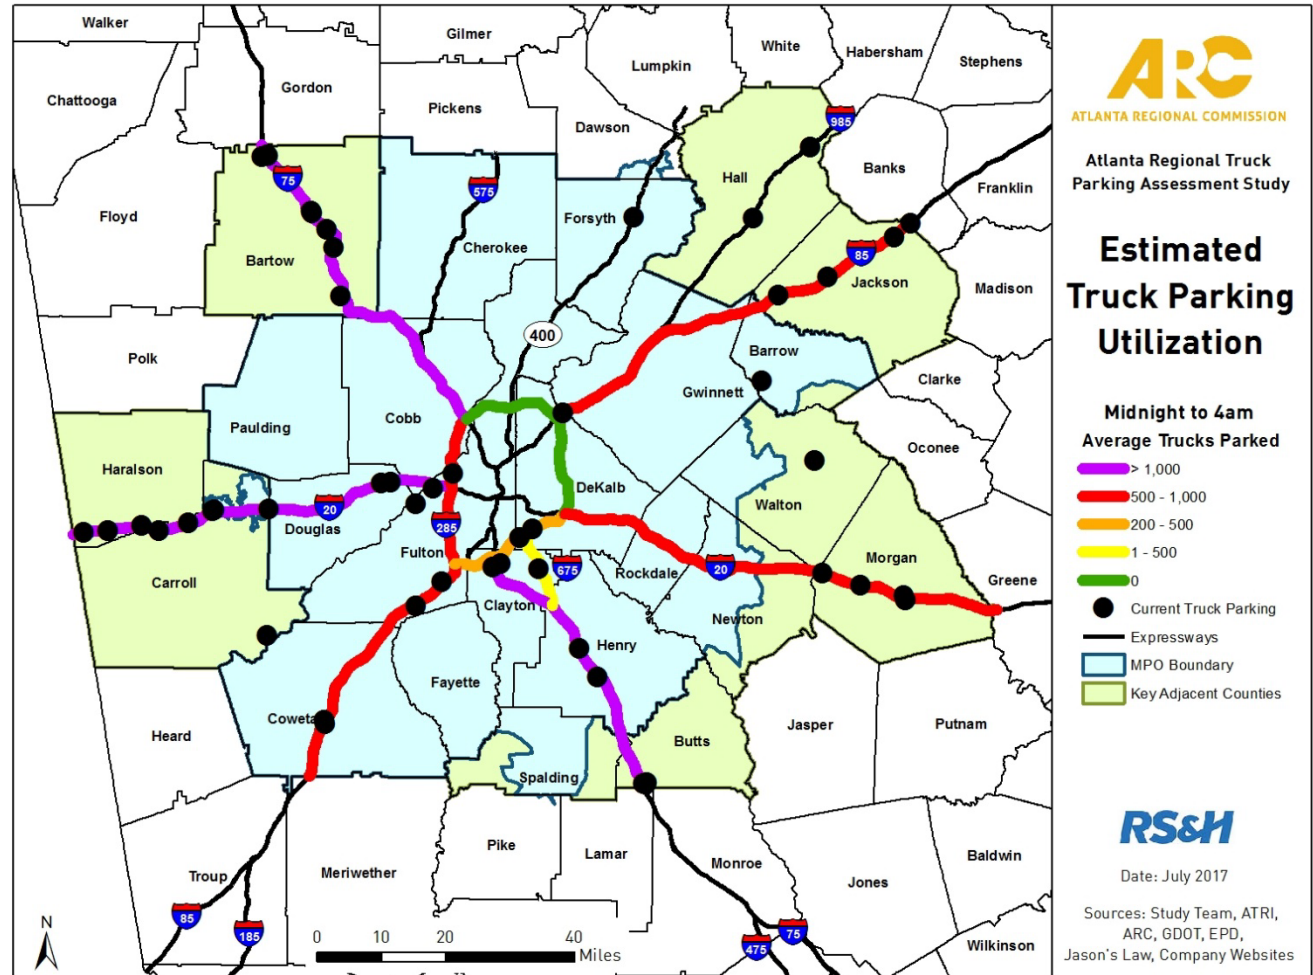 Walker
Gilmer
White
Habersham
Stephens
Lumpkin
Gordon
Chattooga
Pickens
Dawson
985
Banks
Franklin
Hall
75
575
Floyd
Forsyth
Cherokee
85
Bartow
Jackson
Madison
400
Polk
Barrow
Clarke
Gwinnett
Cobb
Paulding
Oconee
Haralson
DeKalb
Walton
20
Douglas
285
Fulton
Morgan
675
Rockdale
20
Carroll
Greene
Clayton
Newton
Henry
Fayette
Coweta
Jasper
Putnam
Heard
Butts
Spalding
Pike
Lamar
Monroe
Baldwin
Troup
Meriwether
Jones
85
185
75
475
Wilkinson
N
0 10 20 40
Miles
ARC
ATLANTA REGIONAL COMMISSION
Atlanta Regional Truck
Parking Assessment Study
Estimated
Truck Parking
Utilization
Midnight to 4am
Average Trucks Parked
> 1,000
500 - 1,000
200 - 500
1 - 500
0
Current Truck Parking
Expressways
MPO Boundary
Key Adjacent Counties
RS&H
Date: July 2017
Sources: Study Team, ATRI,
ARC, GDOT, EPD,
Jason's Law, Company Websites